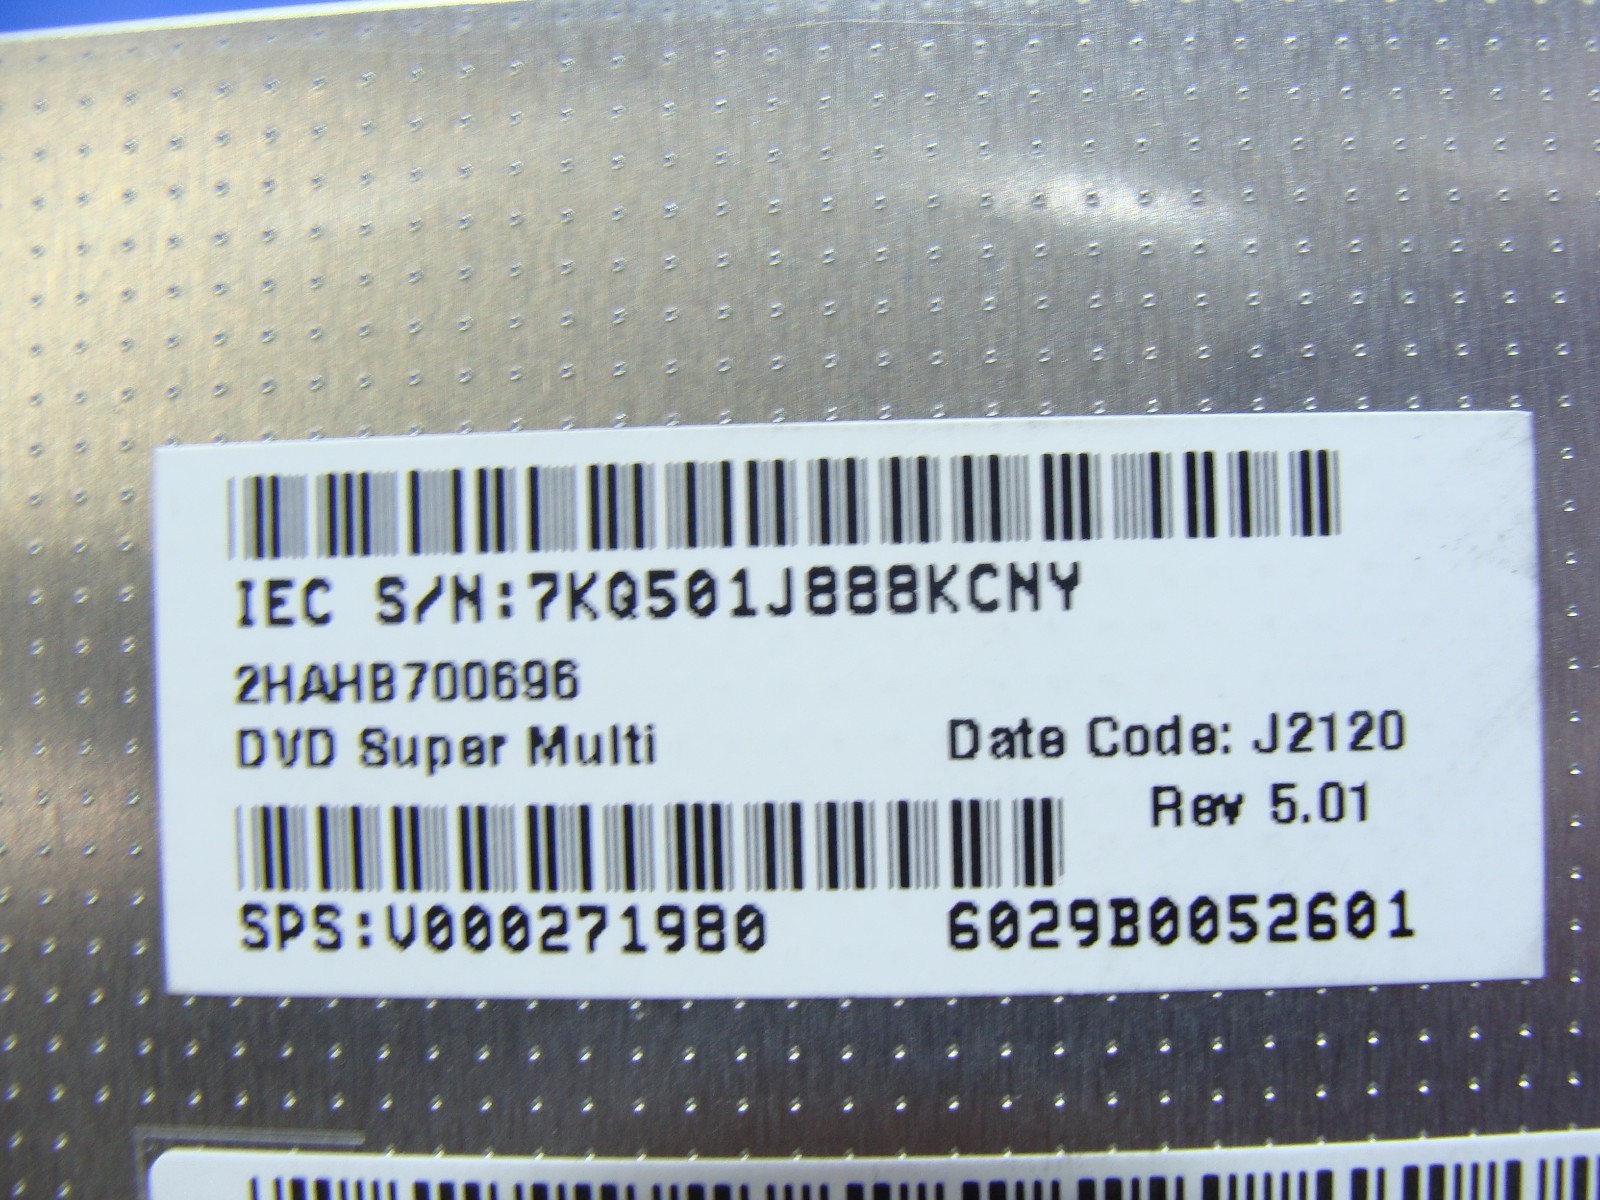 IEC S/N:7KQ501J888KCNY
2HAHB700696
DVD Super Multi
Date Code: J2120
Rev 5.01
SPS:V000271980
6029B0052601